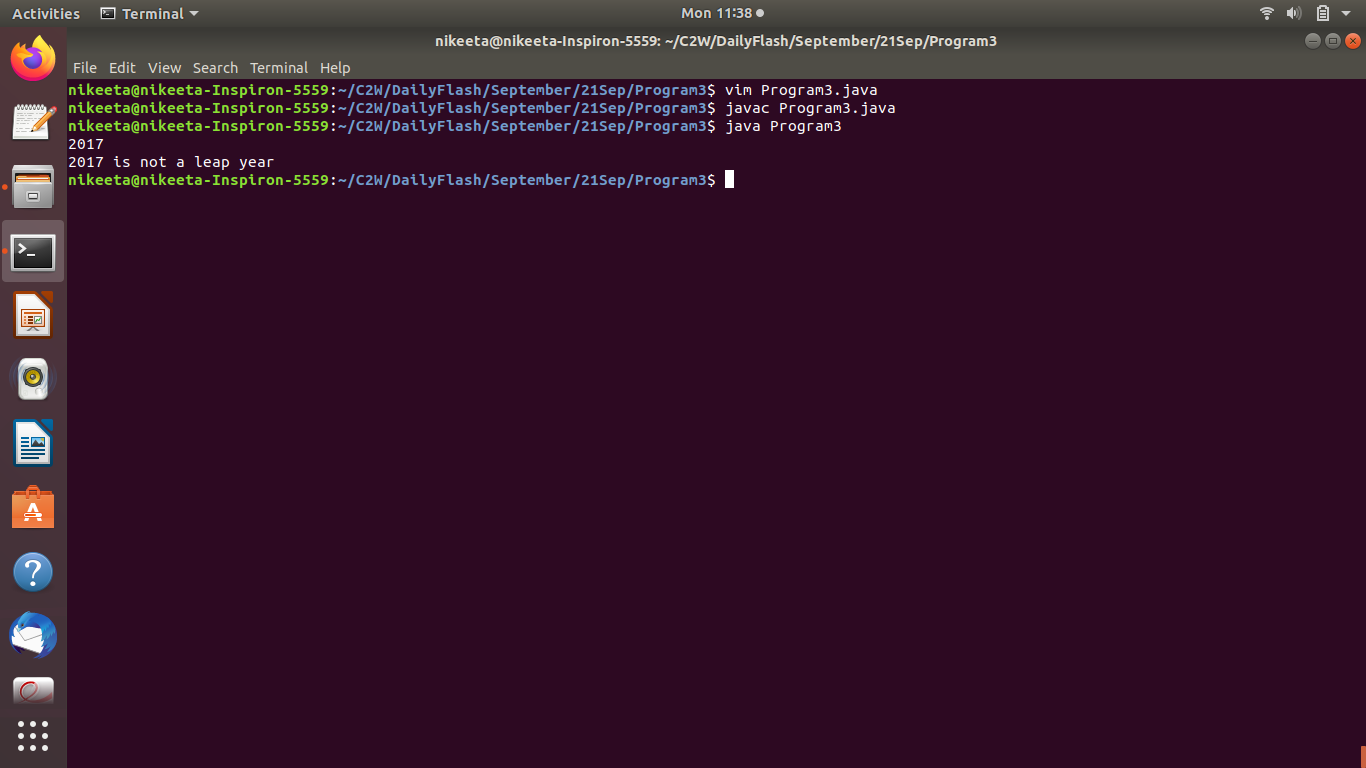 Activities Terminal Mon 11:38
nikeeta@nikeeta-Inspiron-5559: ~/C2W/DailyFlash/September/21Sep/Program3
File Edit View Search Terminal Help
nikeeta@nikeeta-Inspiron-5559:~/C2W/DailyFlash/September/21Sep/Program3$ vim Program3.java
nikeeta@nikeeta-Inspiron-5559:~/C2W/DailyFlash/September/21Sep/Program3$ javac Program3.java
nikeeta@nikeeta-Inspiron-5559:~/C2W/DailyFlash/September/21Sep/Program3$ java Program3
2017
2017 is not a leap year
nikeeta@nikeeta-Inspiron-5559:~/C2W/DailyFlash/September/21Sep/Program3$